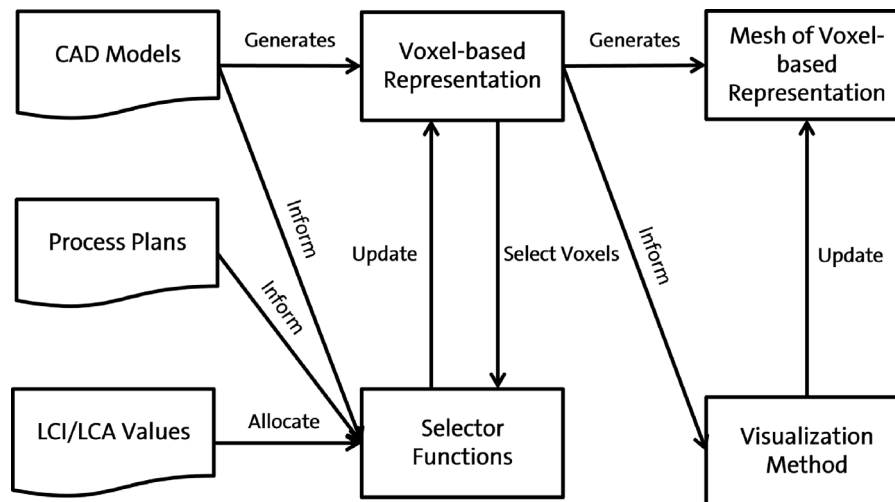 CAD Models
Generates
Voxel-based
Representation
Generates
Mesh of Voxel-
based
Representation
Inform
Process Plans
Inform
Update
Select Voxels
Inform
Update
LCI/LCA Values
Allocate
Selector
Functions
Visualization
Method